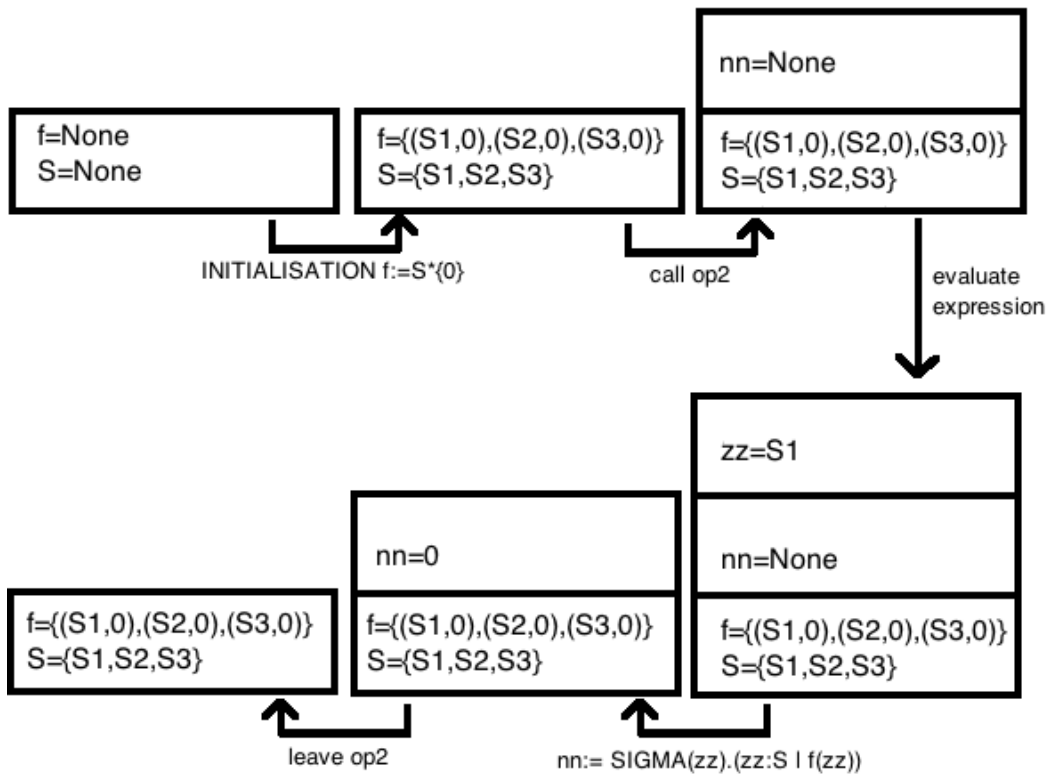 f=None
S=None
INITIALISATION f:=S*{0}
f={(S1,0),(S2,0),(S3,0)}
S={S1,S2,S3}
call op2
nn=None
f={(S1,0),(S2,0),(S3,0)}
S={S1,S2,S3}
evaluate
expression
zz=S1
nn=None
f={(S1,0),(S2,0),(S3,0)}
S={S1,S2,S3}
nn:= SIGMA(zz).(zz:S | f(zz))
nn=0
f={(S1,0),(S2,0),(S3,0)}
S={S1,S2,S3}
leave op2
f={(S1,0),(S2,0),(S3,0)}
S={S1,S2,S3}